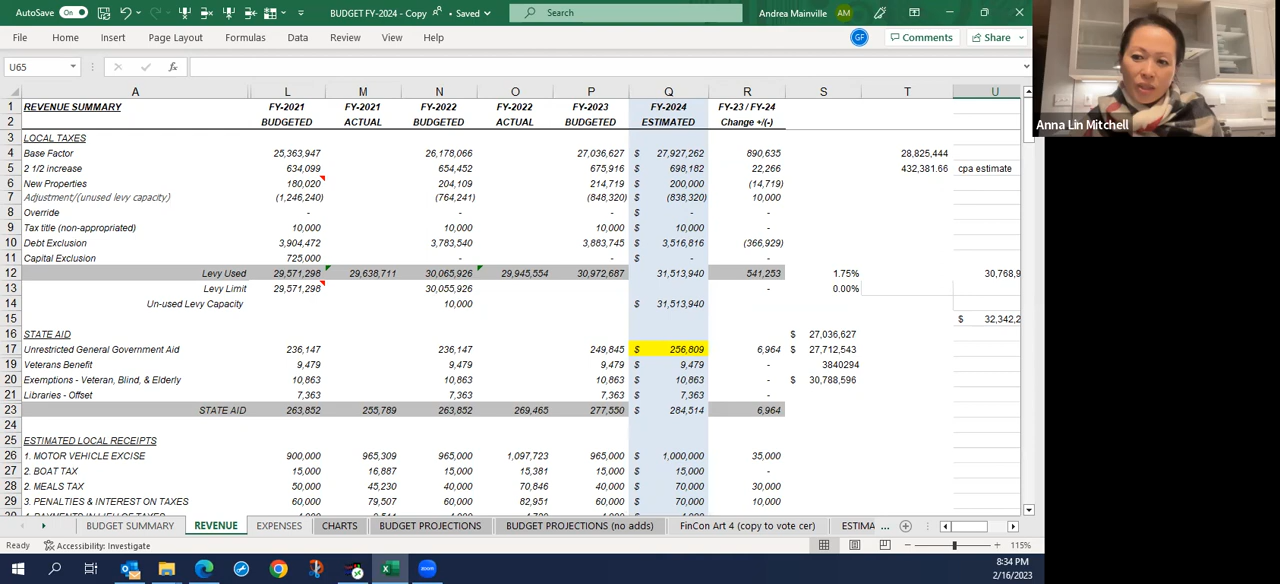 AutoSave On BUDGET FY-2024 - Copy • Saved Search Andrea Mainville AM
File Home Insert Page Layout Formulas Data Review View Help GF Comments Share
U65 fx
A L M N O P Q R S T U
1 REVENUE SUMMARY FY-2021 FY-2021 FY-2022 FY-2022 FY-2023 FY-2024 FY-23 / FY-24
2 BUDGETED ACTUAL BUDGETED ACTUAL BUDGETED ESTIMATED Change +/(-)
3 LOCAL TAXES
4 Base Factor 25,363,947 26,178,066 27,036,627 $ 27,927,262 890,635 28,825,444
5 2 1/2 increase 634,099 654,452 675,916 $ 698,182 22,266 432,381.66 cpa estimate
6 New Properties 180,020 204,109 214,719 $ 200,000 (14,719)
7 Adjustment/(unused levy capacity) (1,246,240) (764,241) (848,320) $ (838,320) 10,000
8 Override - - - $ -
9 Tax title (non-appropriated) 10,000 10,000 10,000 $ 10,000 -
10 Debt Exclusion 3,904,472 3,783,540 3,883,745 $ 3,516,816 (366,929)
11 Capital Exclusion 725,000 - - $ -
12 Levy Used 29,571,298 29,638,711 30,065,926 29,945,554 30,972,687 31,513,940 541,253 1.75% 30,768,9
13 Levy Limit 29,571,298 30,055,926 - 0.00%
14 Un-used Levy Capacity 10,000 $ 31,513,940
15 $ 32,342,2
16 STATE AID $ 27,036,627
17 Unrestricted General Government Aid 236,147 236,147 249,845 $ 256,809 6,964 $ 27,712,543
19 Veterans Benefit 9,479 9,479 9,479 $ 9,479 - 3840294
20 Exemptions - Veteran, Blind, & Elderly 10,863 10,863 10,863 $ 10,863 - $ 30,788,596
21 Libraries - Offset 7,363 7,363 7,363 $ 7,363 -
23 STATE AID 263,852 255,789 263,852 269,465 277,550 $ 284,514 6,964
24
25 ESTIMATED LOCAL RECEIPTS
26 1. MOTOR VEHICLE EXCISE 900,000 965,309 965,000 1,097,723 965,000 $ 1,000,000 35,000
27 2. BOAT TAX 15,000 16,887 15,000 15,381 15,000 $ 15,000 -
28 2. MEALS TAX 50,000 45,230 40,000 70,846 40,000 $ 70,000 30,000
29 3. PENALTIES & INTEREST ON TAXES 60,000 79,507 60,000 82,951 60,000 $ 70,000 10,000
BUDGET SUMMARY REVENUE EXPENSES CHARTS BUDGET PROJECTIONS BUDGET PROJECTIONS (no adds) FinCon Art 4 (copy to vote cer) ESTIMA ...
Ready Accessibility: Investigate 115%
8:34 PM
2/16/2023
Anna Lin Mitchell